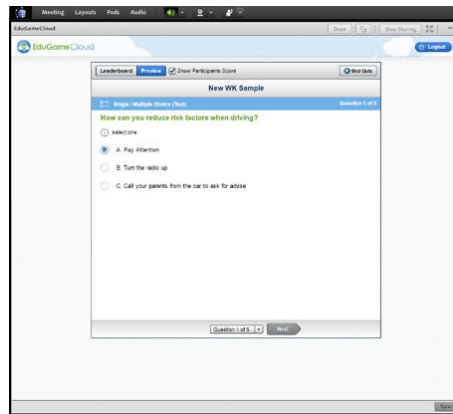 Meeting Layouts Pods Audio
EduGameCloud
Draw Stop Sharing
EduGameCloud
Logout
Leaderboard Preview Show Participants Score End Quiz
New WK Sample
Single / Multiple Choice (Text) Question 1 of 5
How can you reduce risk factors when driving?
select one
A. Pay Attention
B. Turn the radio up
C. Call your parents from the car to ask for advise
Question 1 of 5 Next